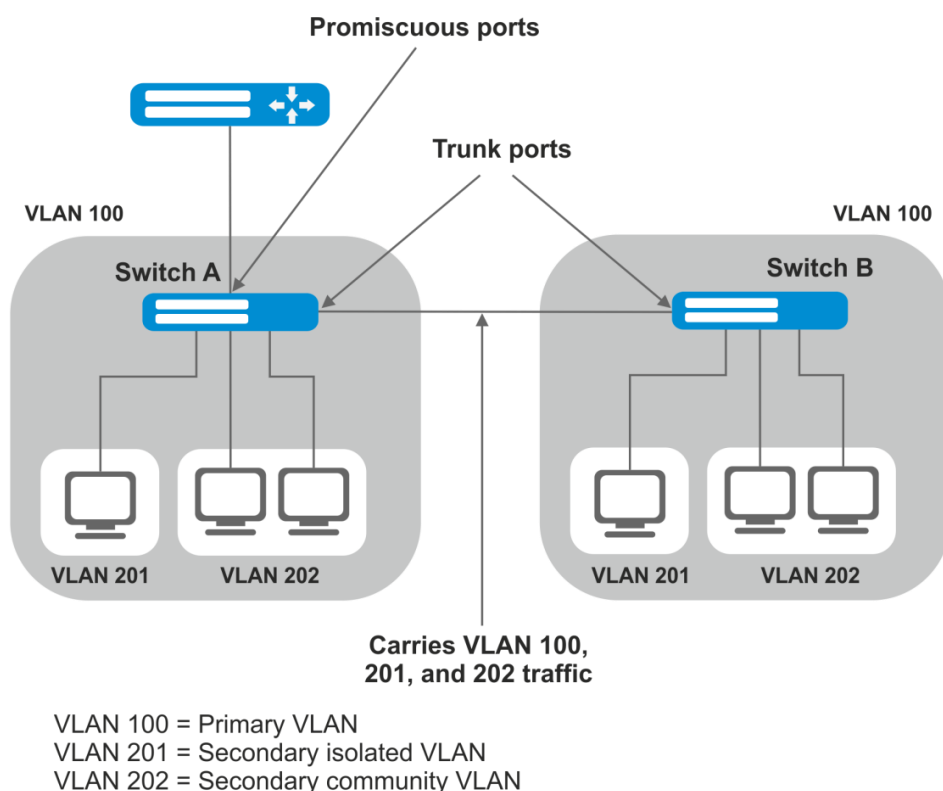 Promiscuous ports
Trunk ports
VLAN 100
VLAN 100
Switch A
Switch B
VLAN 201
VLAN 202
VLAN 201
VLAN 202
Carries VLAN 100,
201, and 202 traffic
VLAN 100 = Primary VLAN
VLAN 201 = Secondary isolated VLAN
VLAN 202 = Secondary community VLAN